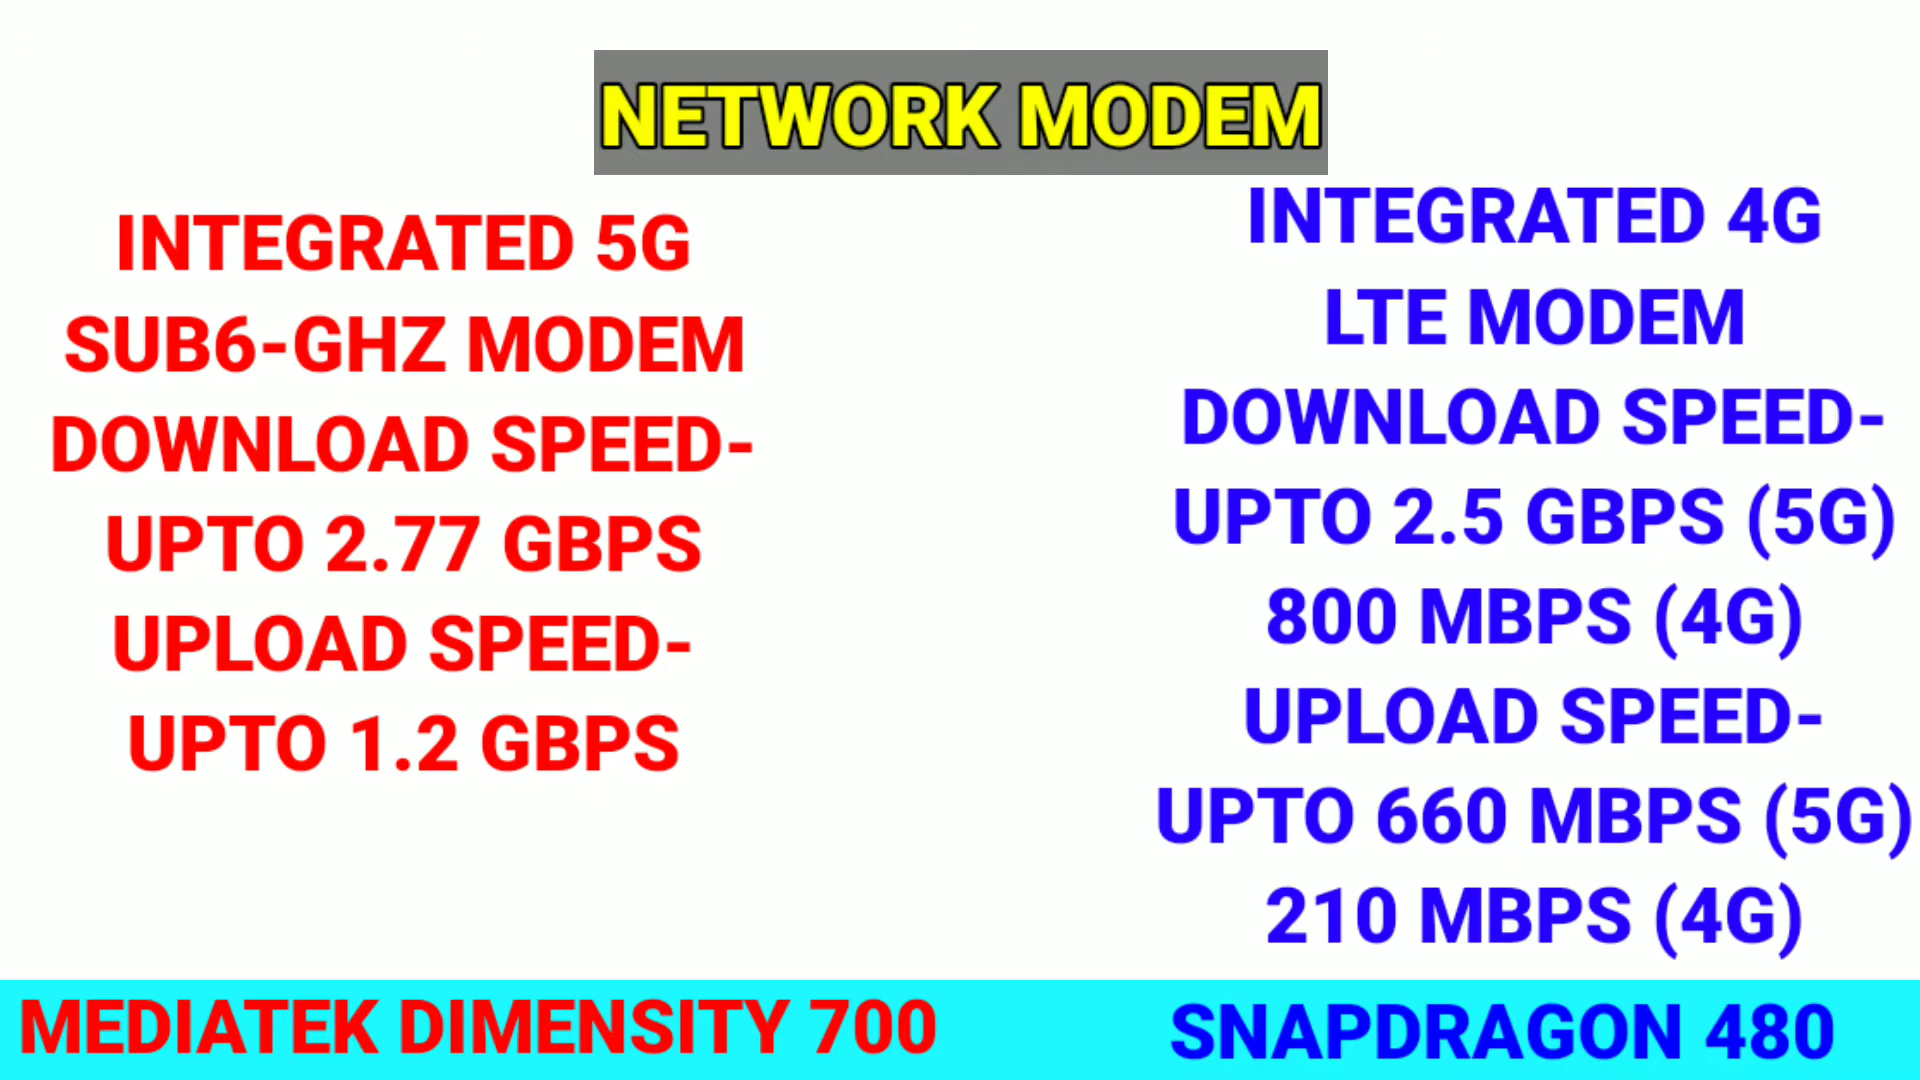 NETWORK MODEM
INTEGRATED 5G
SUB6-GHZ MODEM
DOWNLOAD SPEED-
UPTO 2.77 GBPS
UPLOAD SPEED-
UPTO 1.2 GBPS
INTEGRATED 4G
LTE MODEM
DOWNLOAD SPEED-
UPTO 2.5 GBPS (5G)
800 MBPS (4G)
UPLOAD SPEED-
UPTO 660 MBPS (5G)
210 MBPS (4G)
MEDIATEK DIMENSITY 700
SNAPDRAGON 480